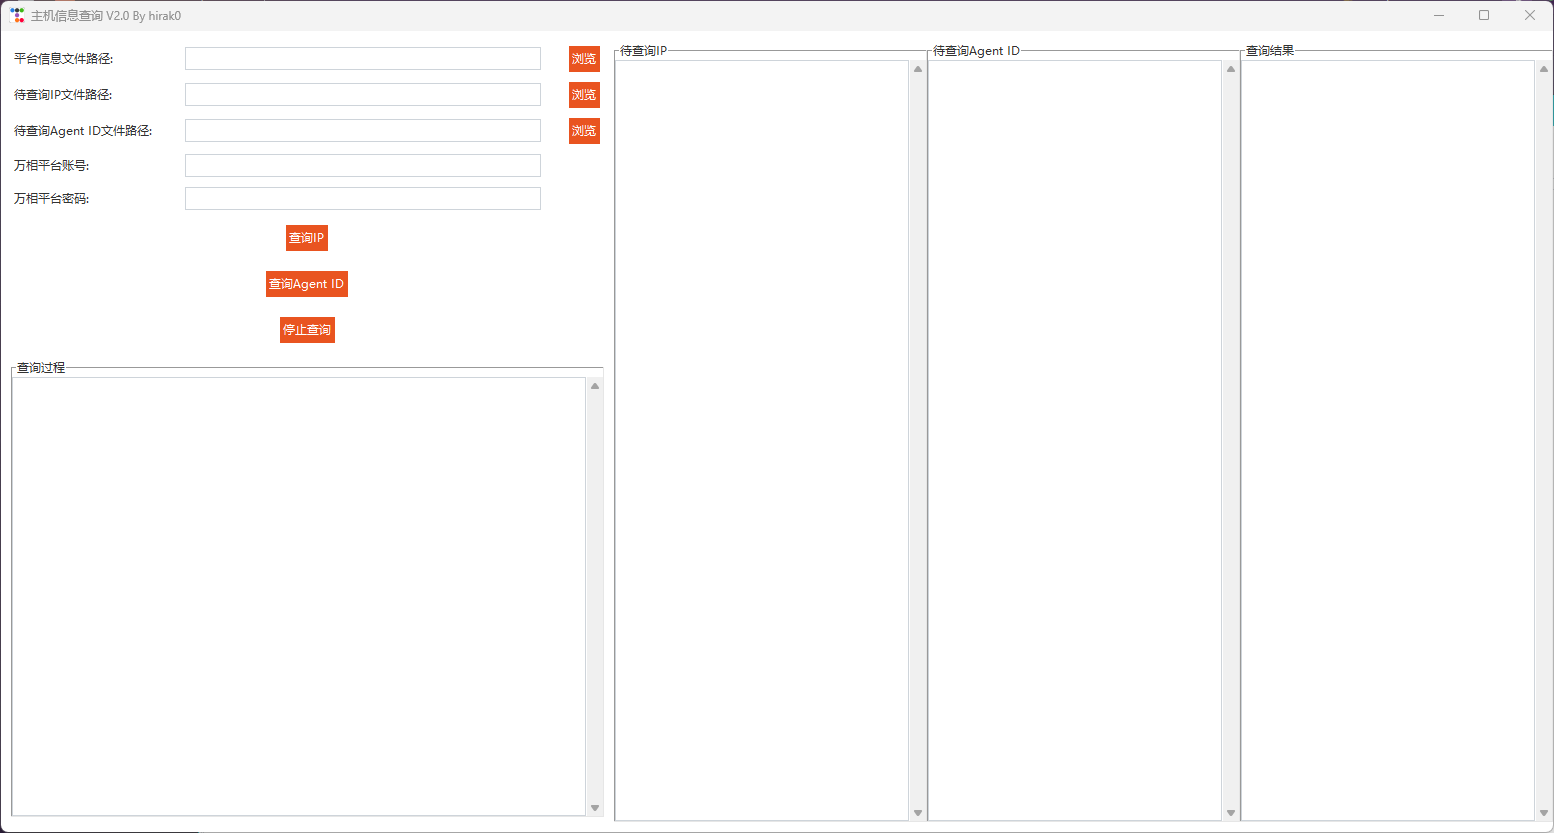 主机信息查询 V2.0 By hirak0
平台信息文件路径:
浏览
待查询IP文件路径:
浏览
待查询Agent ID文件路径:
浏览
万相平台账号:
万相平台密码:
查询IP
查询Agent ID
停止查询
查询过程
待查询IP
待查询Agent ID
查询结果